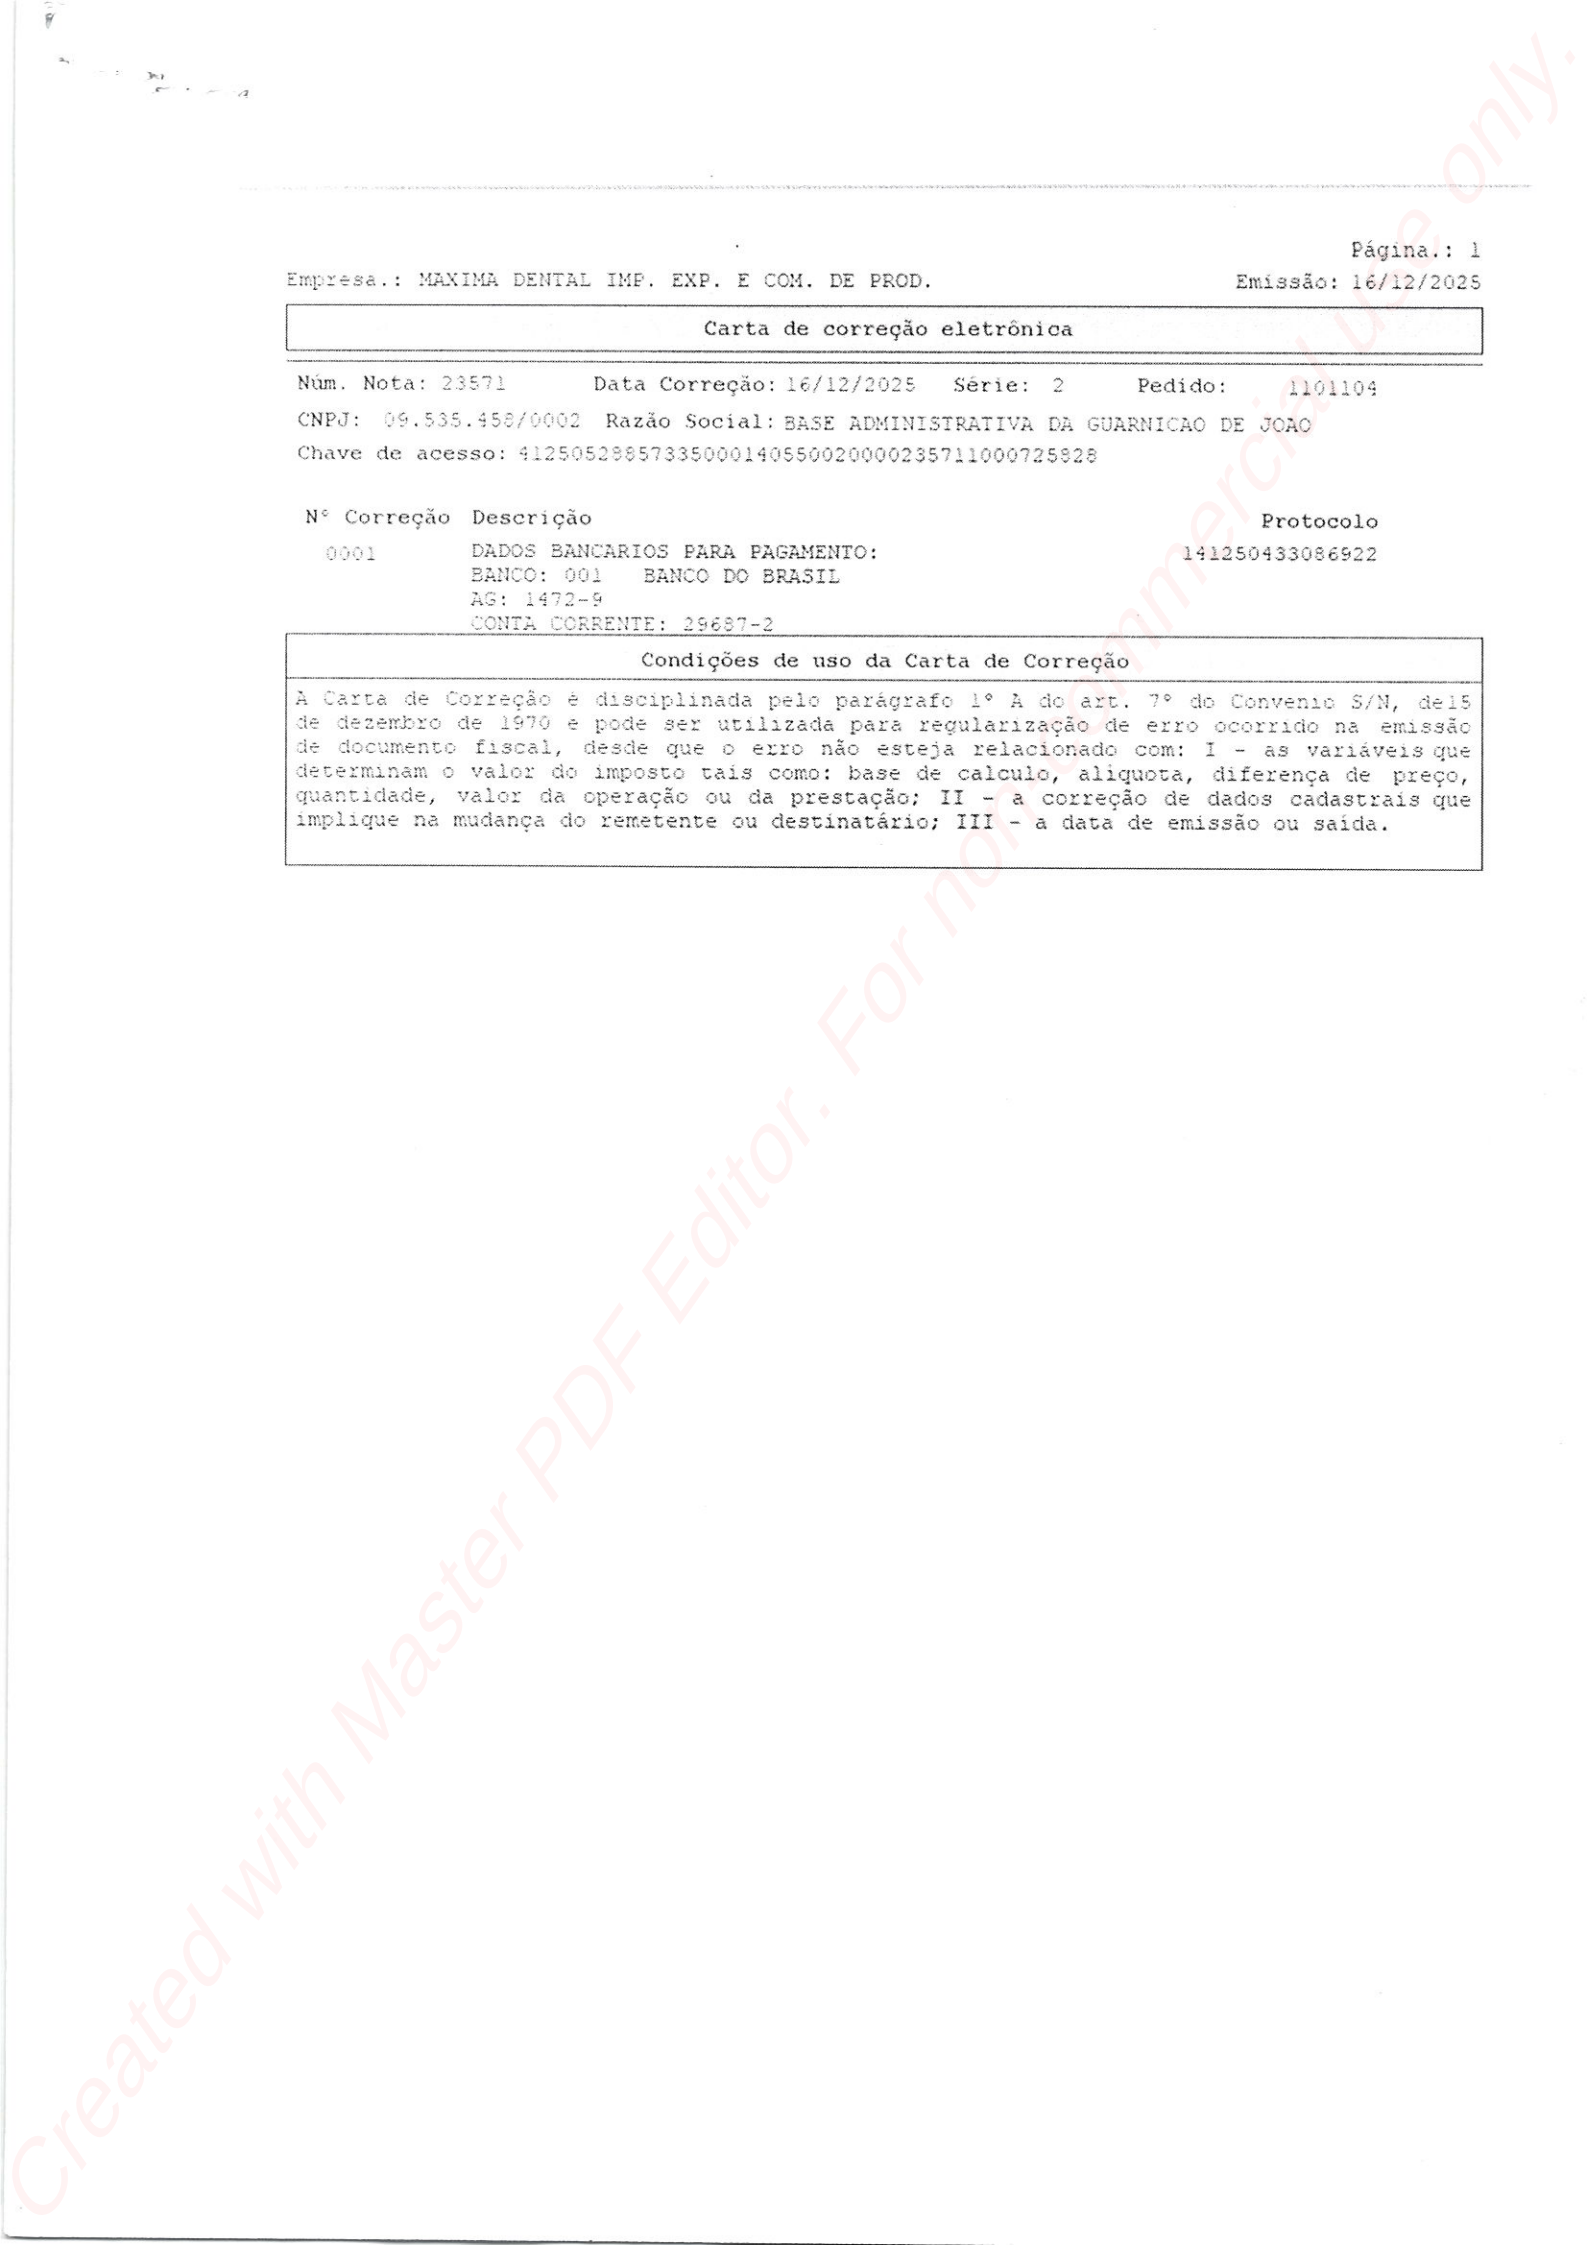 Página.: 1
Empresa.: MAXIMA DENTAL IMP. EXP. E COM. DE PROD. Emissão: 16/12/2025
Carta de correção eletrônica
Núm. Nota: 23571 Data Correção: 16/12/2025 Série: 2 Pedido: 1101104
CNPJ: 09.535.458/0002 Razão Social: BASE ADMINISTRATIVA DA GUARNICAO DE JOAO
Chave de acesso: 41250528857335000140550020000235711000725828
N° Correção Descrição Protocolo
0001 DADOS BANCARIOS PARA PAGAMENTO: 141250433086922
BANCO: 001 BANCO DO BRASIL
AG: 1472-9
CONTA CORRENTE: 29687-2
Condições de uso da Carta de Correção
A Carta de Correção é disciplinada pelo parágrafo 1º A do art. 7º do Convenio S/N, de15
de dezembro de 1970 e pode ser utilizada para regularização de erro ocorrido na emissão
de documento fiscal, desde que o erro não esteja relacionado com: I - as variáveis que
determinam o valor do imposto tais como: base de calculo, aliquota, diferença de preço,
quantidade, valor da operação ou da prestação; II - a correção de dados cadastrais que
implique na mudança do remetente ou destinatário; III - a data de emissão ou saída.
Created with Master PDF Editor. For non-commercial use only.